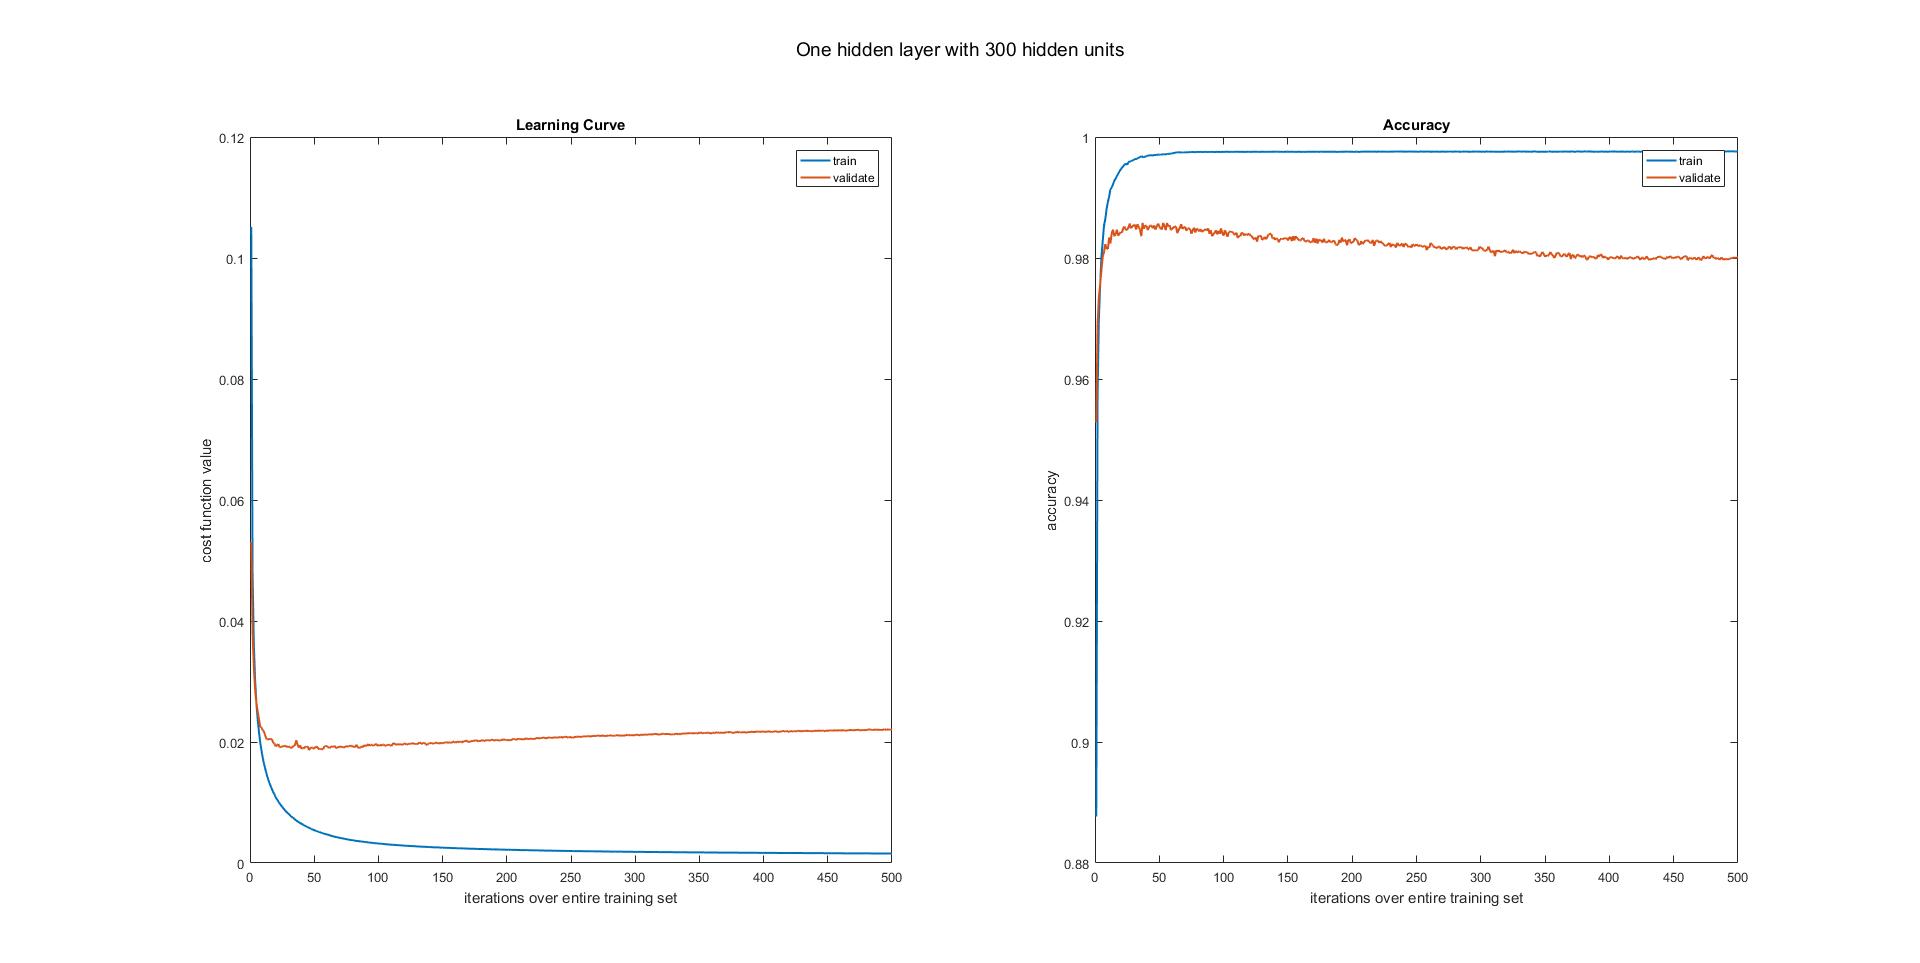 One hidden layer with 300 hidden units
Learning Curve
0.12
0.1
0.08
0.06
0.04
0.02
0
cost function value
train
validate
0 50 100 150 200 250 300 350 400 450 500
iterations over entire training set
Accuracy
1
0.98
0.96
0.94
0.92
0.9
0.88
accuracy
train
validate
0 50 100 150 200 250 300 350 400 450 500
iterations over entire training set